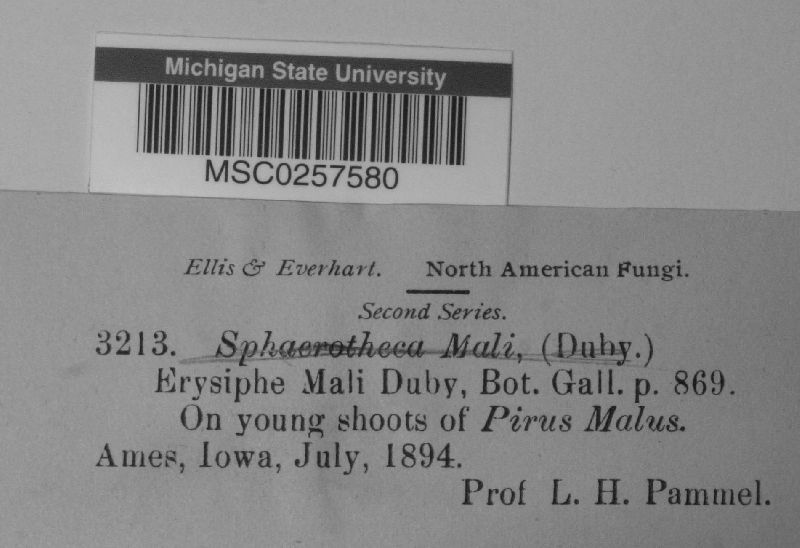 Michigan State University
MSC0257580
Ellis & Everhart. North American Fungi.
Second Series.
3213. Sphaerotheca Mali, (Duby.)
Erysiphe Mali Duby, Bot. Gall. p. 869.
On young shoots of Pirus Malus.
Ames, Iowa, July, 1894.
Prof L. H. Pammel.